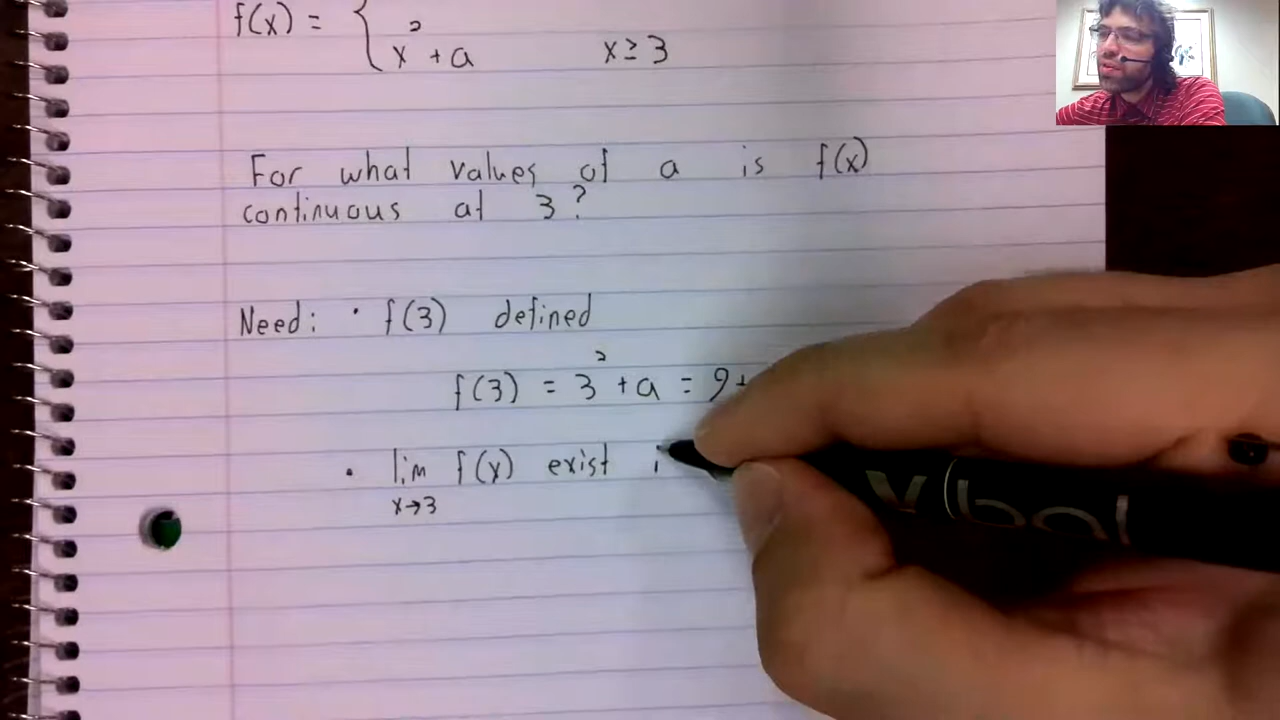 f(x) = {
x² + a x ≥ 3
For what values of a is f(x)
continuous at 3?
Need: · f(3) defined
f(3) = 3² + a = 9+
· lim f(x) exist i
x→3